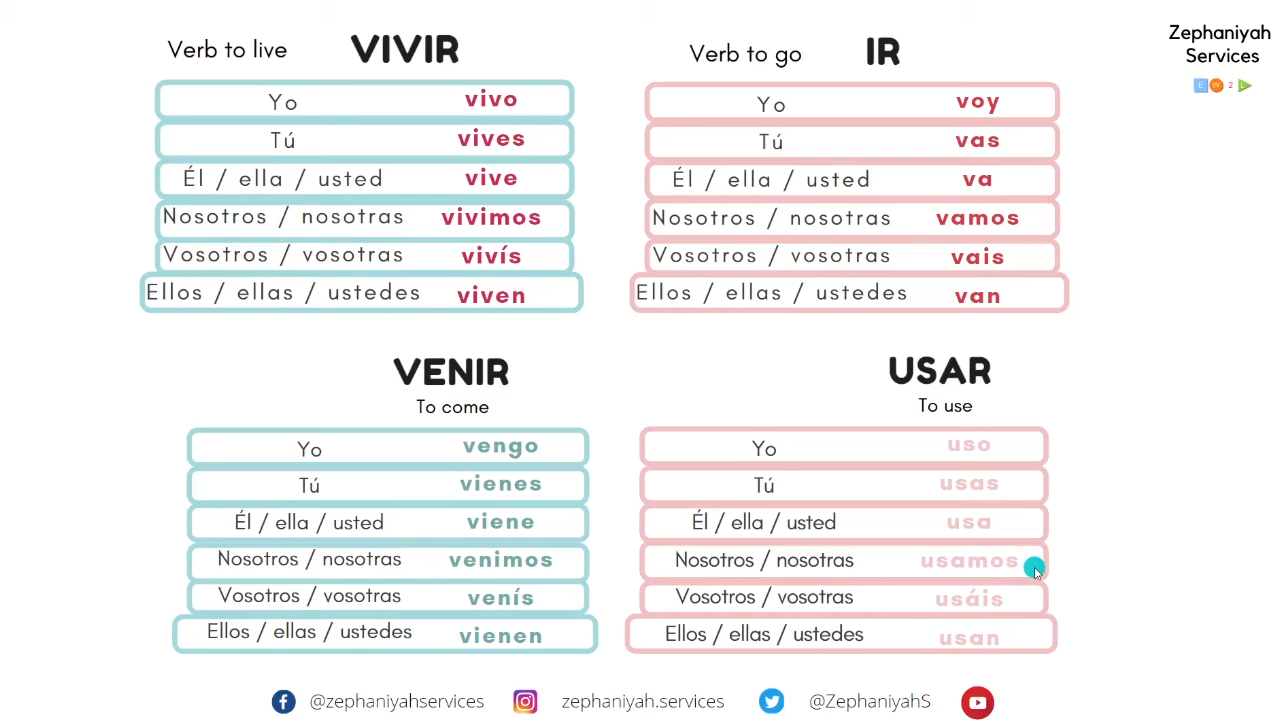 Zephaniyah
Services
E W 2 L
Verb to live VIVIR
Yo vivo
Tú vives
Él / ella / usted vive
Nosotros / nosotras vivimos
Vosotros / vosotras vivís
Ellos / ellas / ustedes viven
Verb to go IR
Yo voy
Tú vas
Él / ella / usted va
Nosotros / nosotras vamos
Vosotros / vosotras vais
Ellos / ellas / ustedes van
VENIR
To come
Yo vengo
Tú vienes
Él / ella / usted viene
Nosotros / nosotras venimos
Vosotros / vosotras venís
Ellos / ellas / ustedes vienen
USAR
To use
Yo uso
Tú usas
Él / ella / usted usa
Nosotros / nosotras usamos
Vosotros / vosotras usáis
Ellos / ellas / ustedes usan
@zephaniyahservices zephaniyah.services @ZephaniyahS